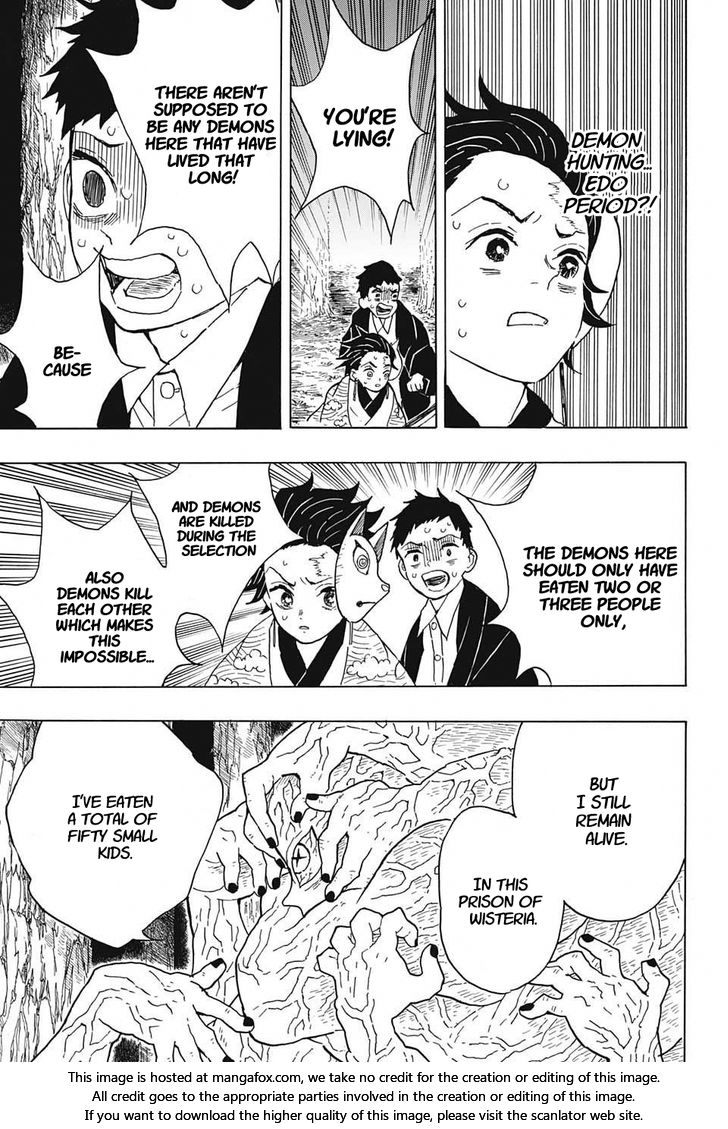 DEMON
HUNTING...
EDO
PERIOD?!
YOU'RE
LYING!
THERE AREN'T
SUPPOSED TO
BE ANY DEMONS
HERE THAT HAVE
LIVED THAT
LONG!
BE-
CAUSE
THE DEMONS HERE
SHOULD ONLY HAVE
EATEN TWO OR
THREE PEOPLE
ONLY,
AND DEMONS
ARE KILLED
DURING THE
SELECTION
ALSO
DEMONS KILL
EACH OTHER
WHICH MAKES
THIS
IMPOSSIBLE...
BUT
I STILL
REMAIN
ALIVE.
IN THIS
PRISON OF
WISTERIA.
I'VE EATEN
A TOTAL OF
FIFTY SMALL
KIDS.
This image is hosted at mangafox.com, we take no credit for the creation or editing of this image.
All credit goes to the appropriate parties involved in the creation or editing of this image.
If you want to download the higher quality of this image, please visit the scanlator web site.